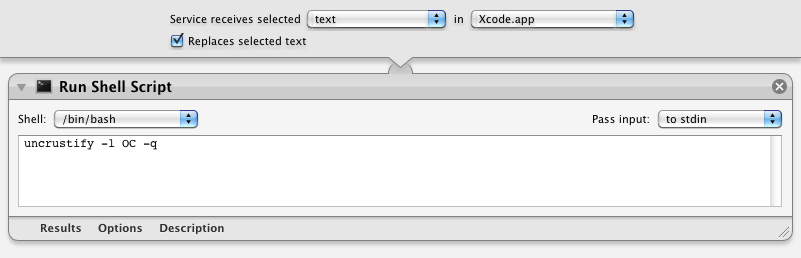 Service receives selected text in Xcode.app
Replaces selected text
Run Shell Script
Shell: /bin/bash Pass input: to stdin
uncrustify -l OC -q
Results Options Description